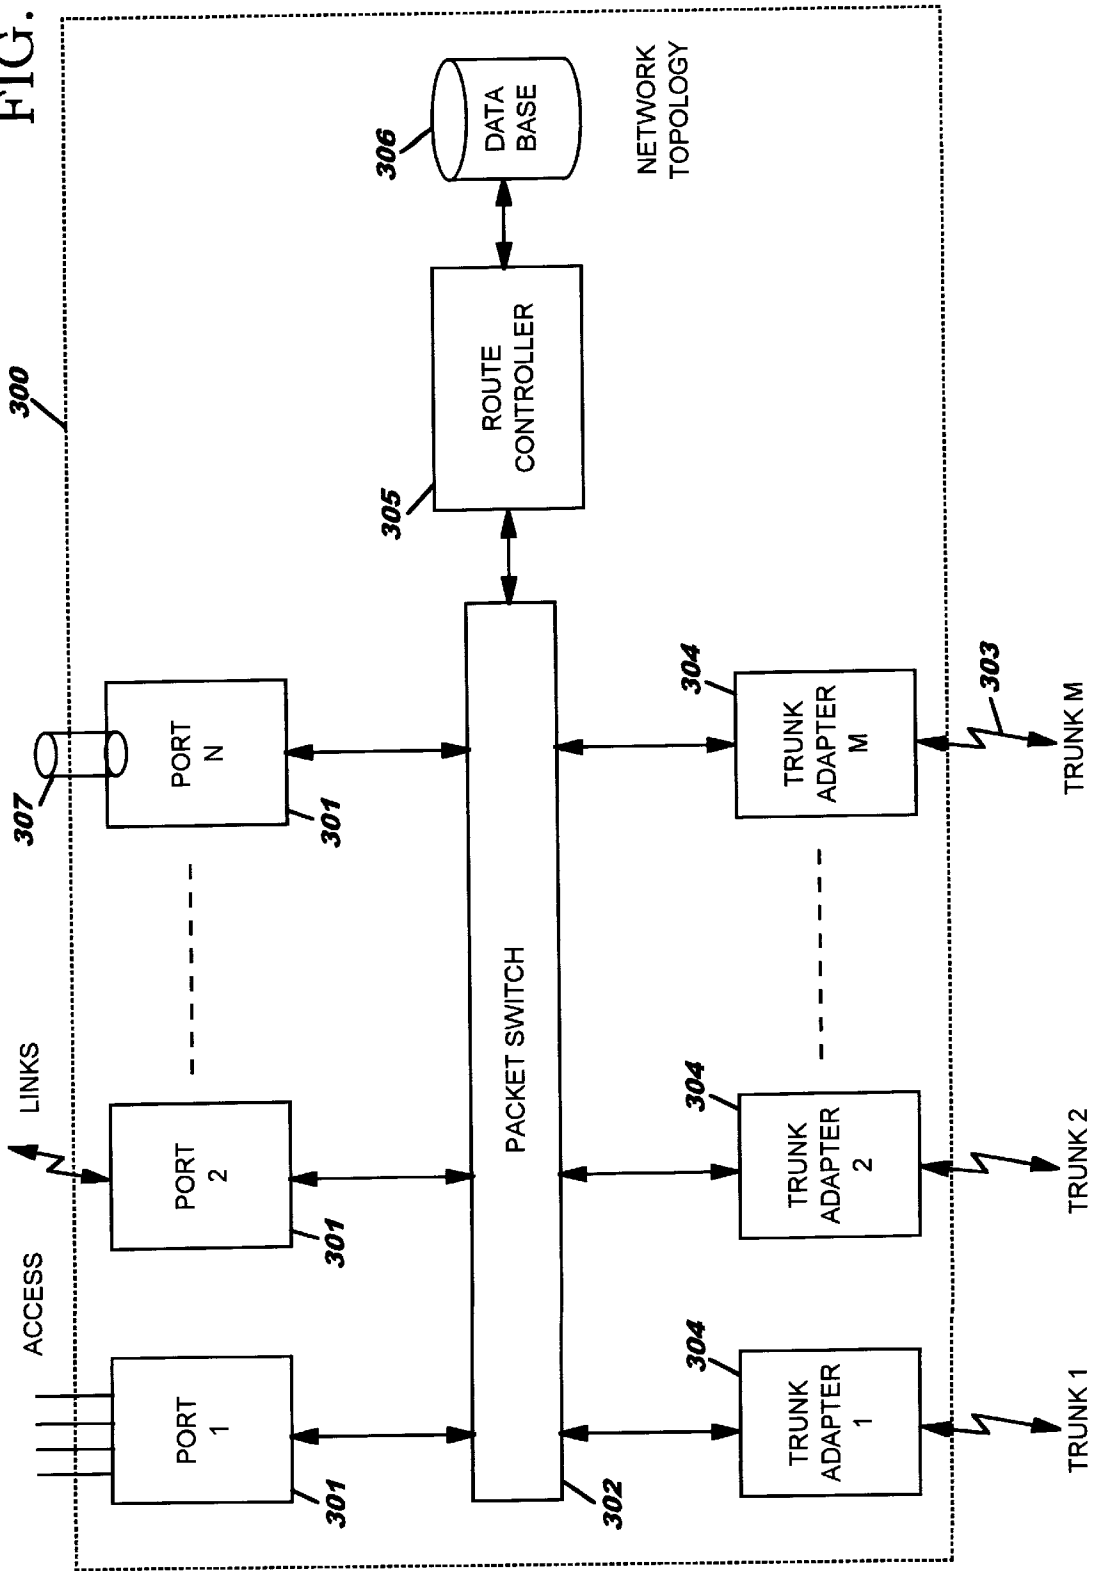 FIG.
300
ACCESS
LINKS
307
PORT
1
PORT
2
PORT
N
301
301
301
306
DATA
BASE
305
ROUTE
CONTROLLER
NETWORK
TOPOLOGY
PACKET SWITCH
302
304
304
304
TRUNK
ADAPTER
1
TRUNK
ADAPTER
2
TRUNK
ADAPTER
M
303
TRUNK 1
TRUNK 2
TRUNK M